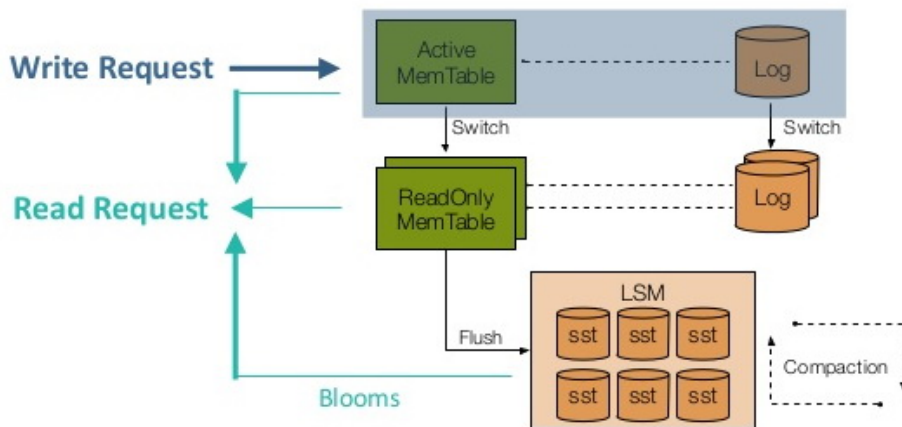 Active
MemTable
Write Request
Log
Switch
Switch
ReadOnly
MemTable
Read Request
Log
LSM
sst sst sst
Flush
Compaction
sst sst sst
Blooms